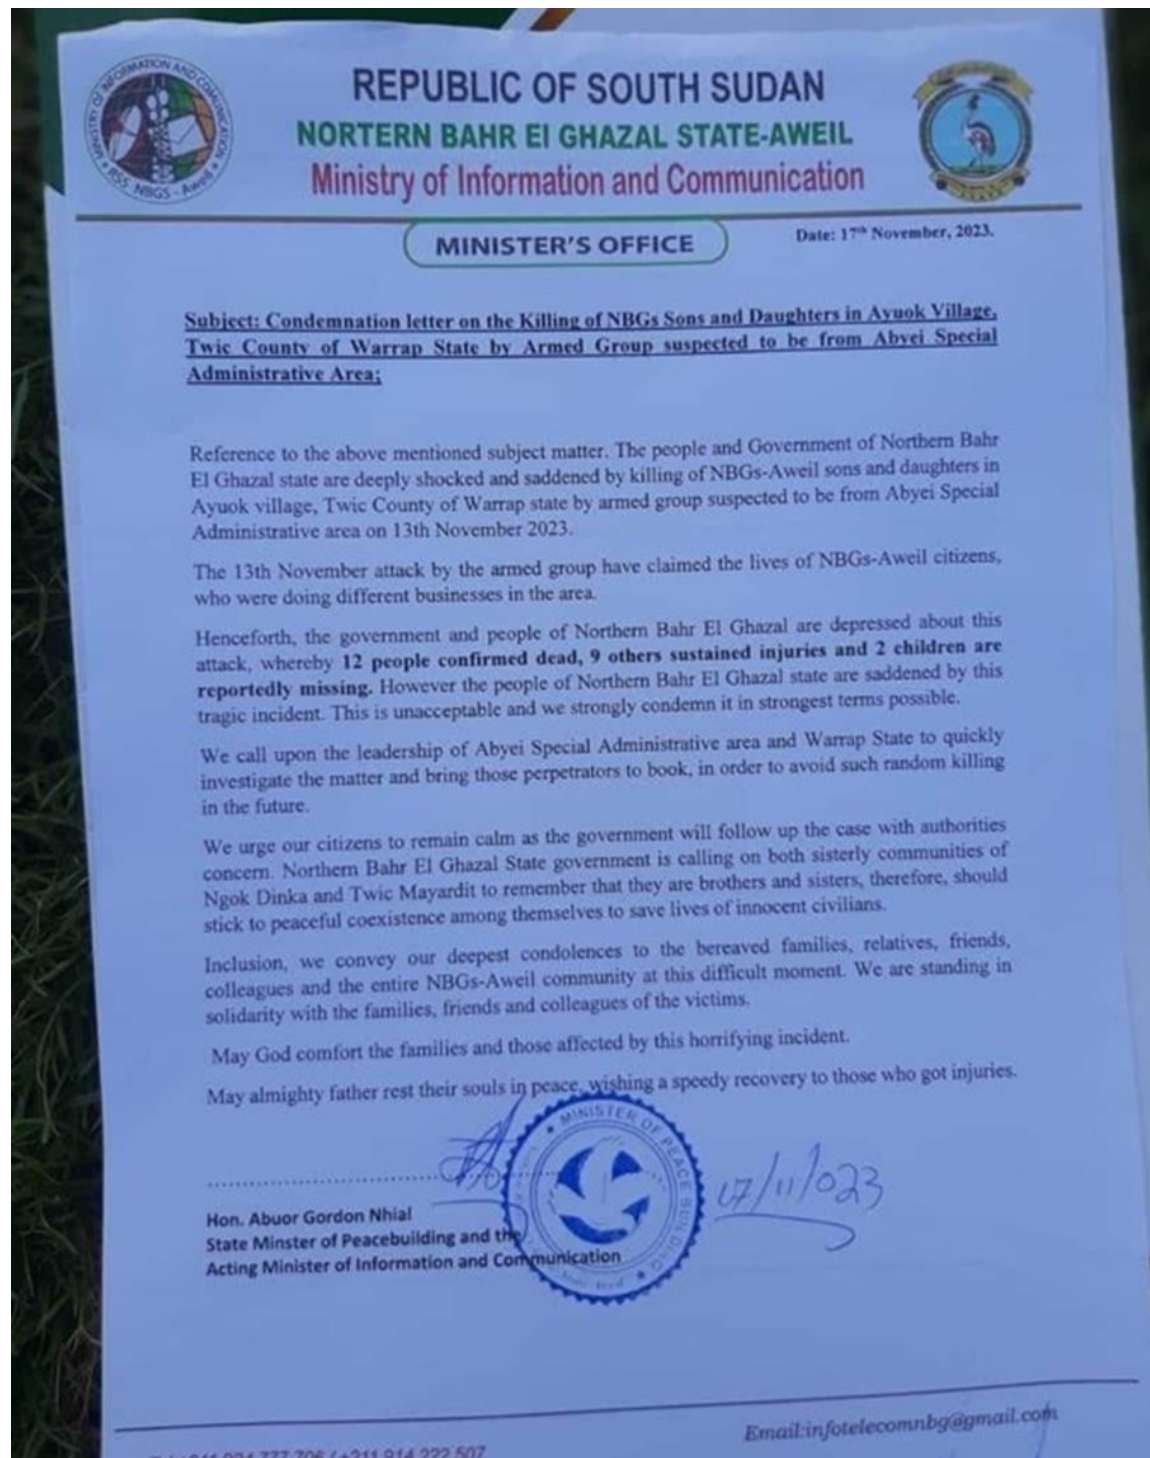 MINISTRY OF INFORMATION AND COMMUNICATION
RSS NBGS - Aweil
REPUBLIC OF SOUTH SUDAN
NORTERN BAHR El GHAZAL STATE-AWEIL
Ministry of Information and Communication
MINISTER'S OFFICE
Date: 17th November, 2023.
Subject: Condemnation letter on the Killing of NBGs Sons and Daughters in Ayuok Village,
Twic County of Warrap State by Armed Group suspected to be from Abyei Special
Administrative Area;
Reference to the above mentioned subject matter. The people and Government of Northern Bahr
El Ghazal state are deeply shocked and saddened by killing of NBGs-Aweil sons and daughters in
Ayuok village, Twic County of Warrap state by armed group suspected to be from Abyei Special
Administrative area on 13th November 2023.
The 13th November attack by the armed group have claimed the lives of NBGs-Aweil citizens,
who were doing different businesses in the area.
Henceforth, the government and people of Northern Bahr El Ghazal are depressed about this
attack, whereby 12 people confirmed dead, 9 others sustained injuries and 2 children are
reportedly missing. However the people of Northern Bahr El Ghazal state are saddened by this
tragic incident. This is unacceptable and we strongly condemn it in strongest terms possible.
We call upon the leadership of Abyei Special Administrative area and Warrap State to quickly
investigate the matter and bring those perpetrators to book, in order to avoid such random killing
in the future.
We urge our citizens to remain calm as the government will follow up the case with authorities
concern. Northern Bahr El Ghazal State government is calling on both sisterly communities of
Ngok Dinka and Twic Mayardit to remember that they are brothers and sisters, therefore, should
stick to peaceful coexistence among themselves to save lives of innocent civilians.
Inclusion, we convey our deepest condolences to the bereaved families, relatives, friends,
colleagues and the entire NBGs-Aweil community at this difficult moment. We are standing in
solidarity with the families, friends and colleagues of the victims.
May God comfort the families and those affected by this horrifying incident.
May almighty father rest their souls in peace, wishing a speedy recovery to those who got injuries.
MINISTER OF PEACE BUILDING
17/11/023
Hon. Abuor Gordon Nhial
State Minster of Peacebuilding and the
Acting Minister of Information and Communication
Email:infotelecomnbg@gmail.com
777 706 / +211 914 222 507